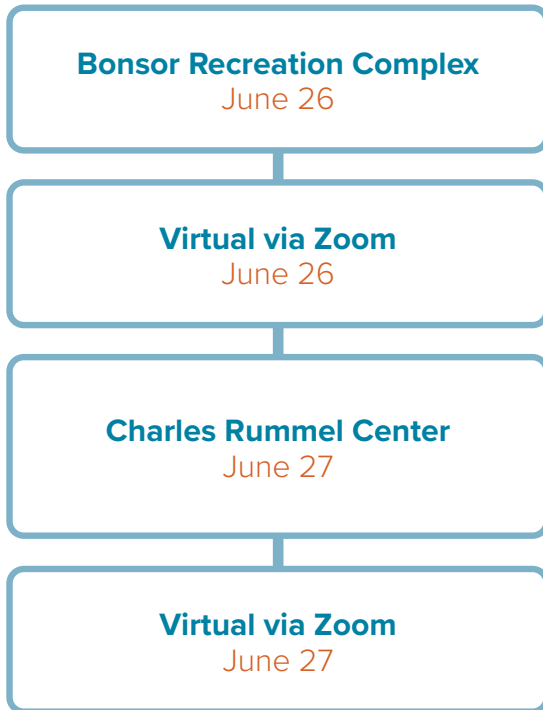 Bonsor Recreation Complex
June 26
Virtual via Zoom
June 26
Charles Rummel Center
June 27
Virtual via Zoom
June 27